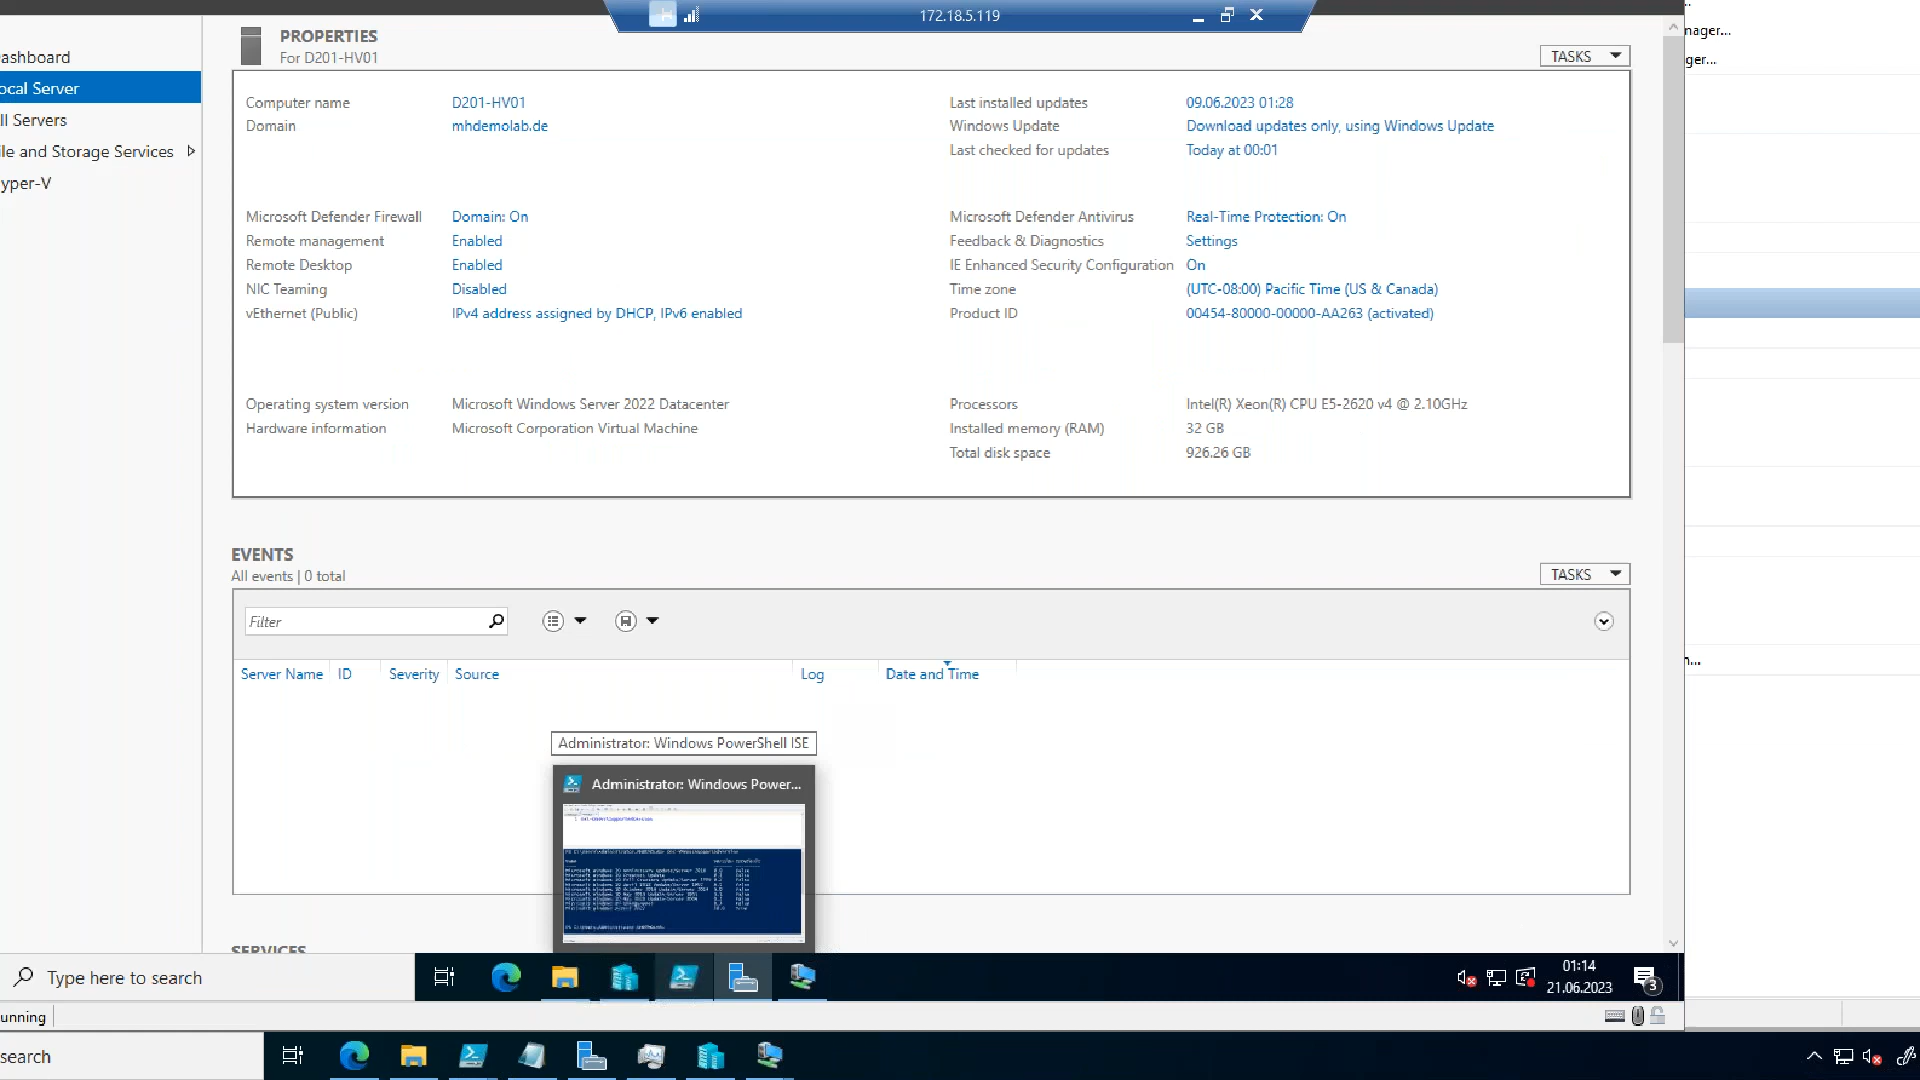 172.18.5.119
nager...
ger...
PROPERTIES
For D201-HV01
TASKS
ashboard
ocal Server
ll Servers
ile and Storage Services
yper-V
Computer name D201-HV01
Domain mhdemolab.de
Last installed updates 09.06.2023 01:28
Windows Update Download updates only, using Windows Update
Last checked for updates Today at 00:01
Microsoft Defender Firewall Domain: On
Remote management Enabled
Remote Desktop Enabled
NIC Teaming Disabled
vEthernet (Public) IPv4 address assigned by DHCP, IPv6 enabled
Microsoft Defender Antivirus Real-Time Protection: On
Feedback & Diagnostics Settings
IE Enhanced Security Configuration On
Time zone (UTC-08:00) Pacific Time (US & Canada)
Product ID 00454-80000-00000-AA263 (activated)
Operating system version Microsoft Windows Server 2022 Datacenter
Hardware information Microsoft Corporation Virtual Machine
Processors Intel(R) Xeon(R) CPU E5-2620 v4 @ 2.10GHz
Installed memory (RAM) 32 GB
Total disk space 926.26 GB
EVENTS
All events | 0 total
TASKS
Filter
Server Name ID Severity Source Log Date and Time
n...
Administrator: Windows PowerShell ISE
Administrator: Windows Power...
SERVICES
Type here to search
01:14
21.06.2023
3
unning
search